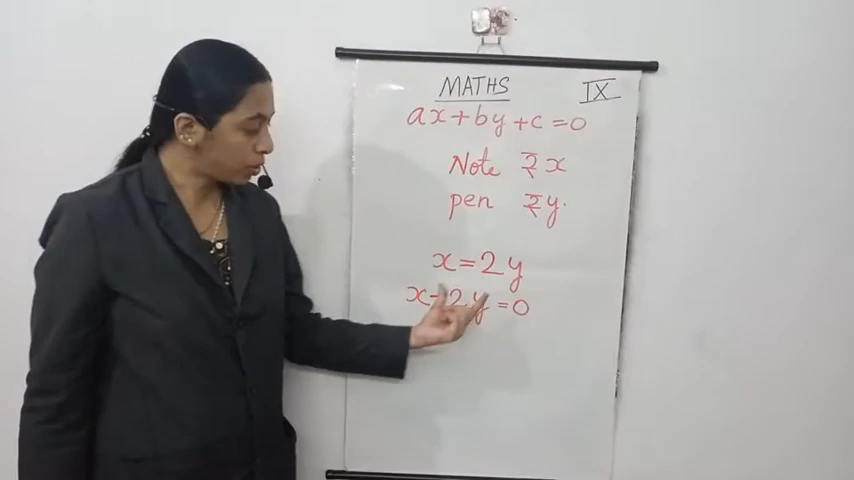 MATHS IX
ax+by+c=0
Note ₹x
pen ₹y.
x=2y
x-2y=0